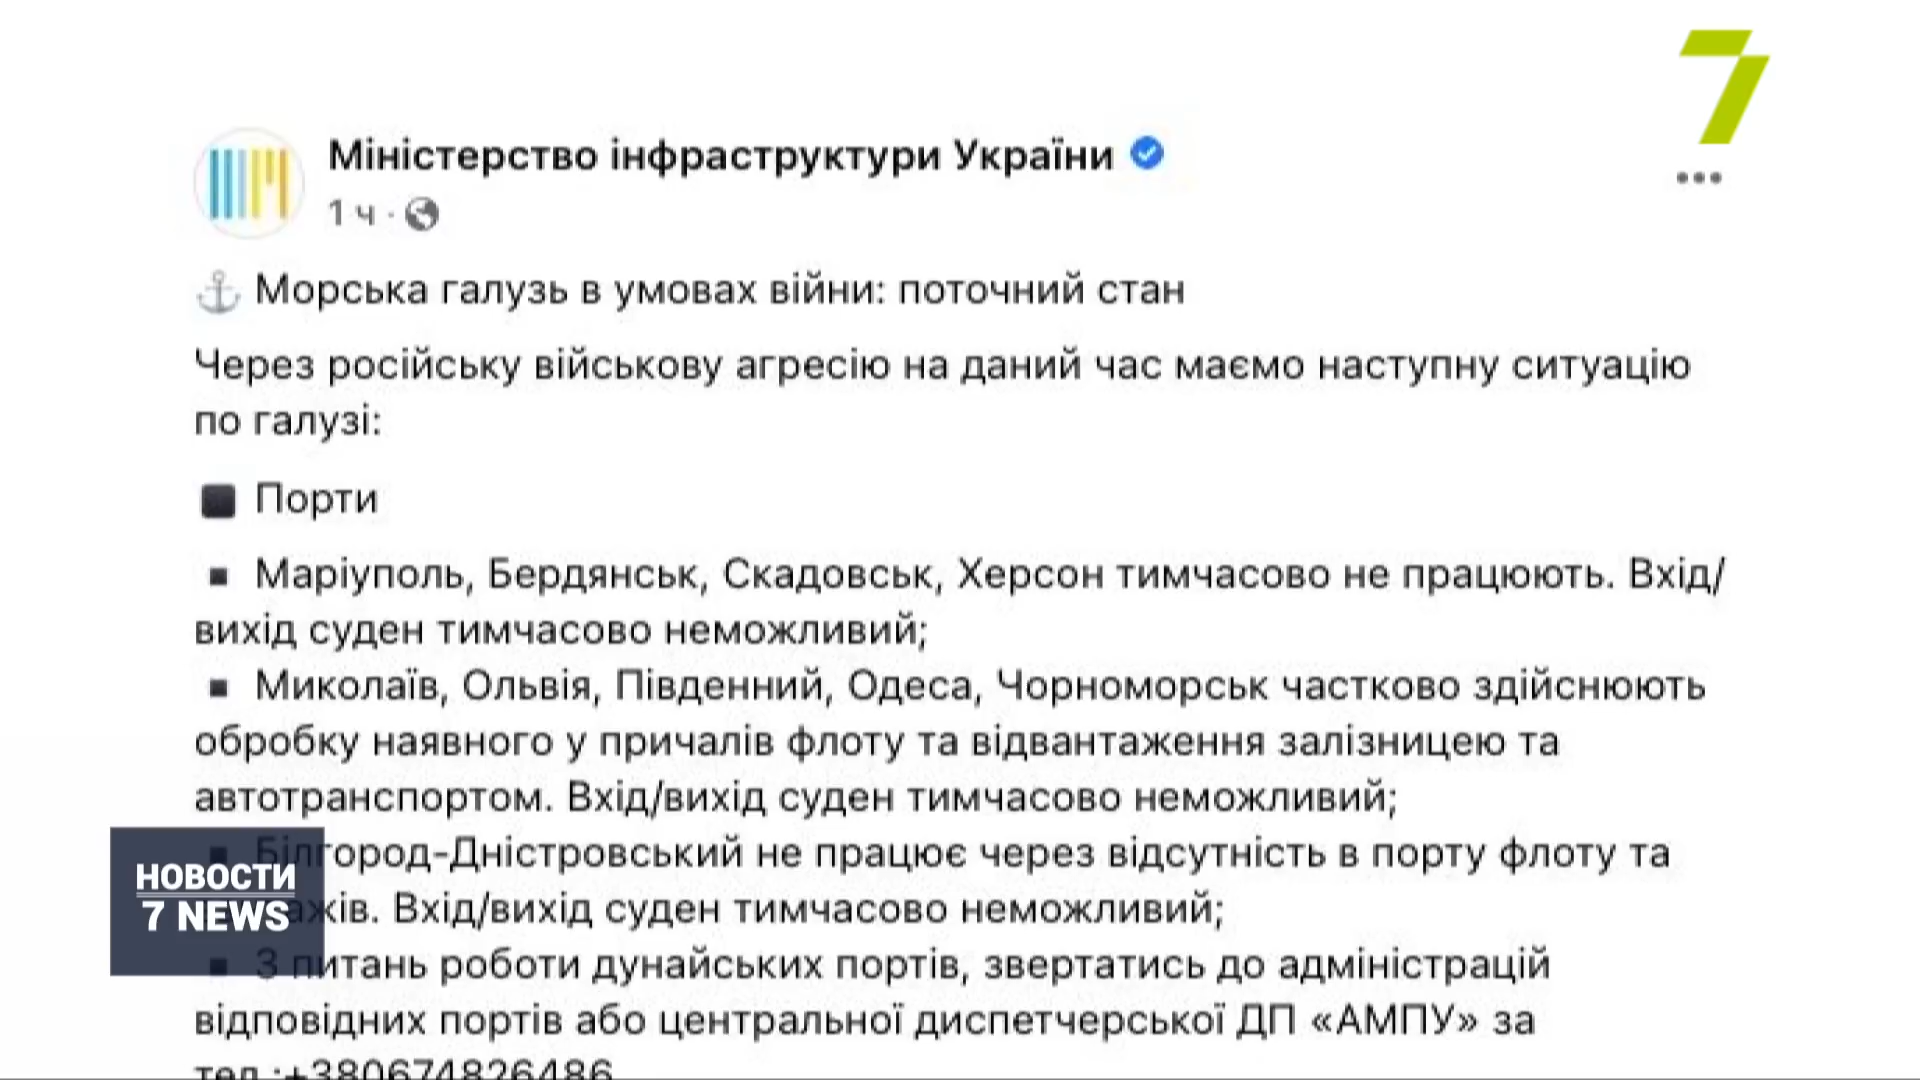 7
Міністерство інфраструктури України
1 ч ·
Морська галузь в умовах війни: поточний стан
Через російську військову агресію на даний час маємо наступну ситуацію
по галузі:
Порти
▪ Маріуполь, Бердянськ, Скадовськ, Херсон тимчасово не працюють. Вхід/
вихід суден тимчасово неможливий;
▪ Миколаїв, Ольвія, Південний, Одеса, Чорноморськ частково здійснюють
обробку наявного у причалів флоту та відвантаження залізницею та
автотранспортом. Вхід/вихід суден тимчасово неможливий;
▪ Білгород-Дністровський не працює через відсутність в порту флоту та
Вхід/вихід суден тимчасово неможливий;
▪ З питань роботи дунайських портів, звертатись до адміністрацій
відповідних портів або центральної диспетчерської ДП «АМПУ» за
тел.:+380674826486
НОВОСТИ
7 NEWS